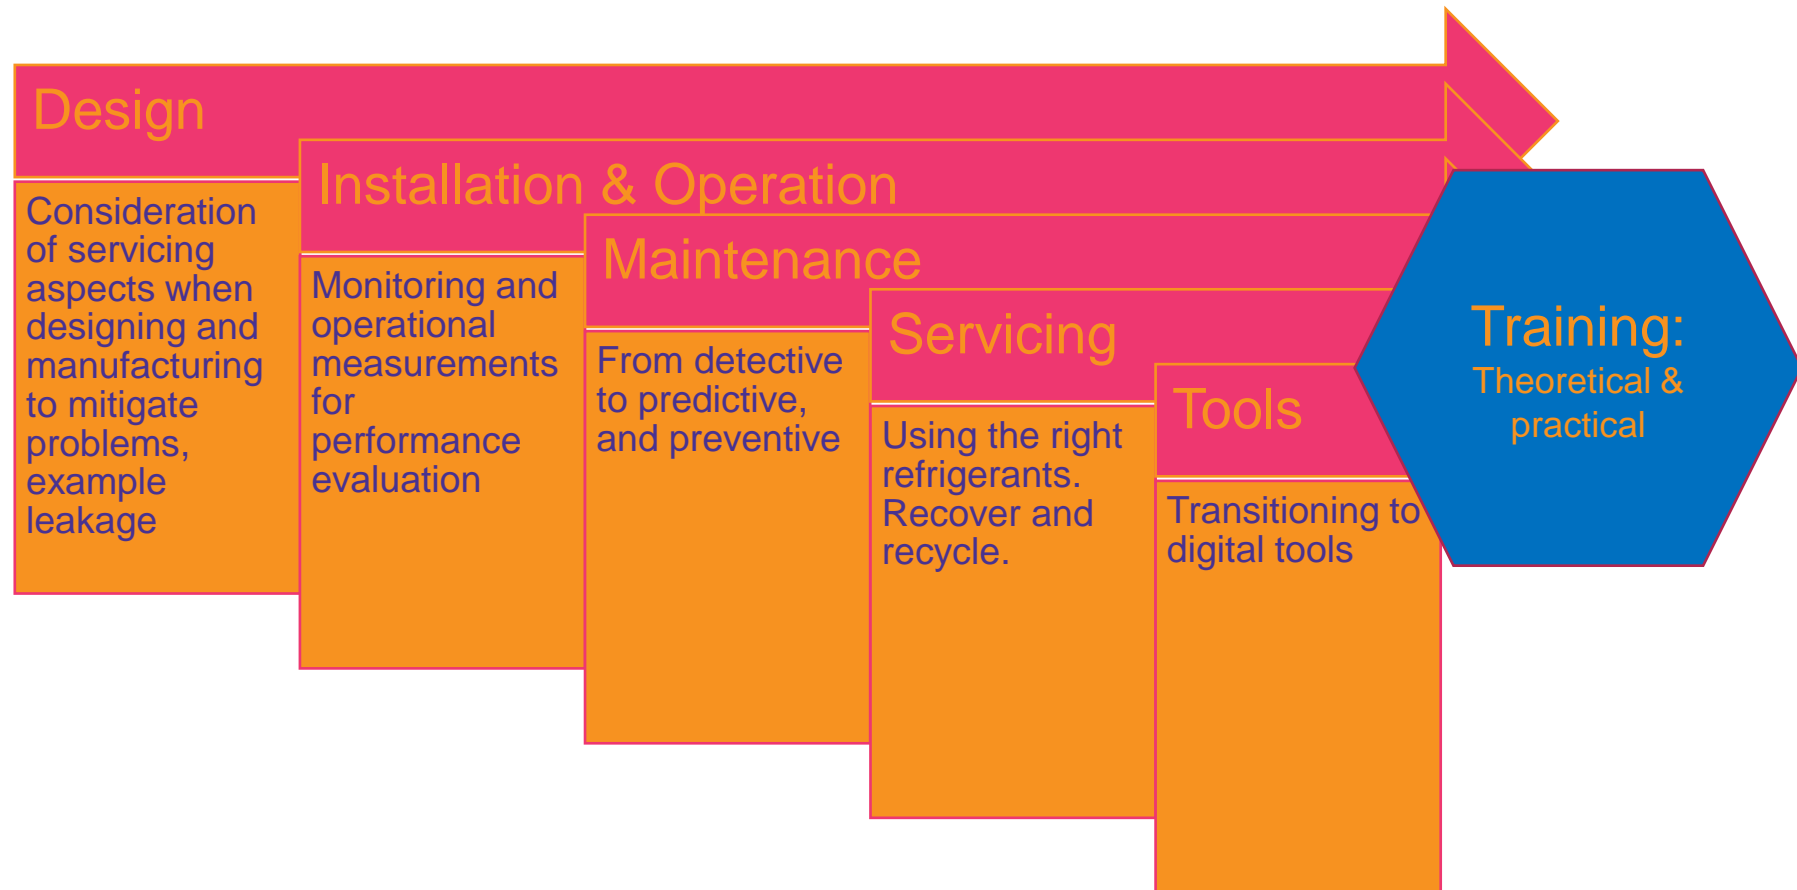 Design
Consideration
of servicing
aspects when
designing and
manufacturing
to mitigate
problems,
example
leakage
Installation & Operation
Monitoring and
operational
measurements
for
performance
evaluation
Maintenance
From detective
to predictive,
and preventive
Servicing
Using the right
refrigerants.
Recover and
recycle.
Tools
Transitioning to
digital tools
Training:
Theoretical &
practical